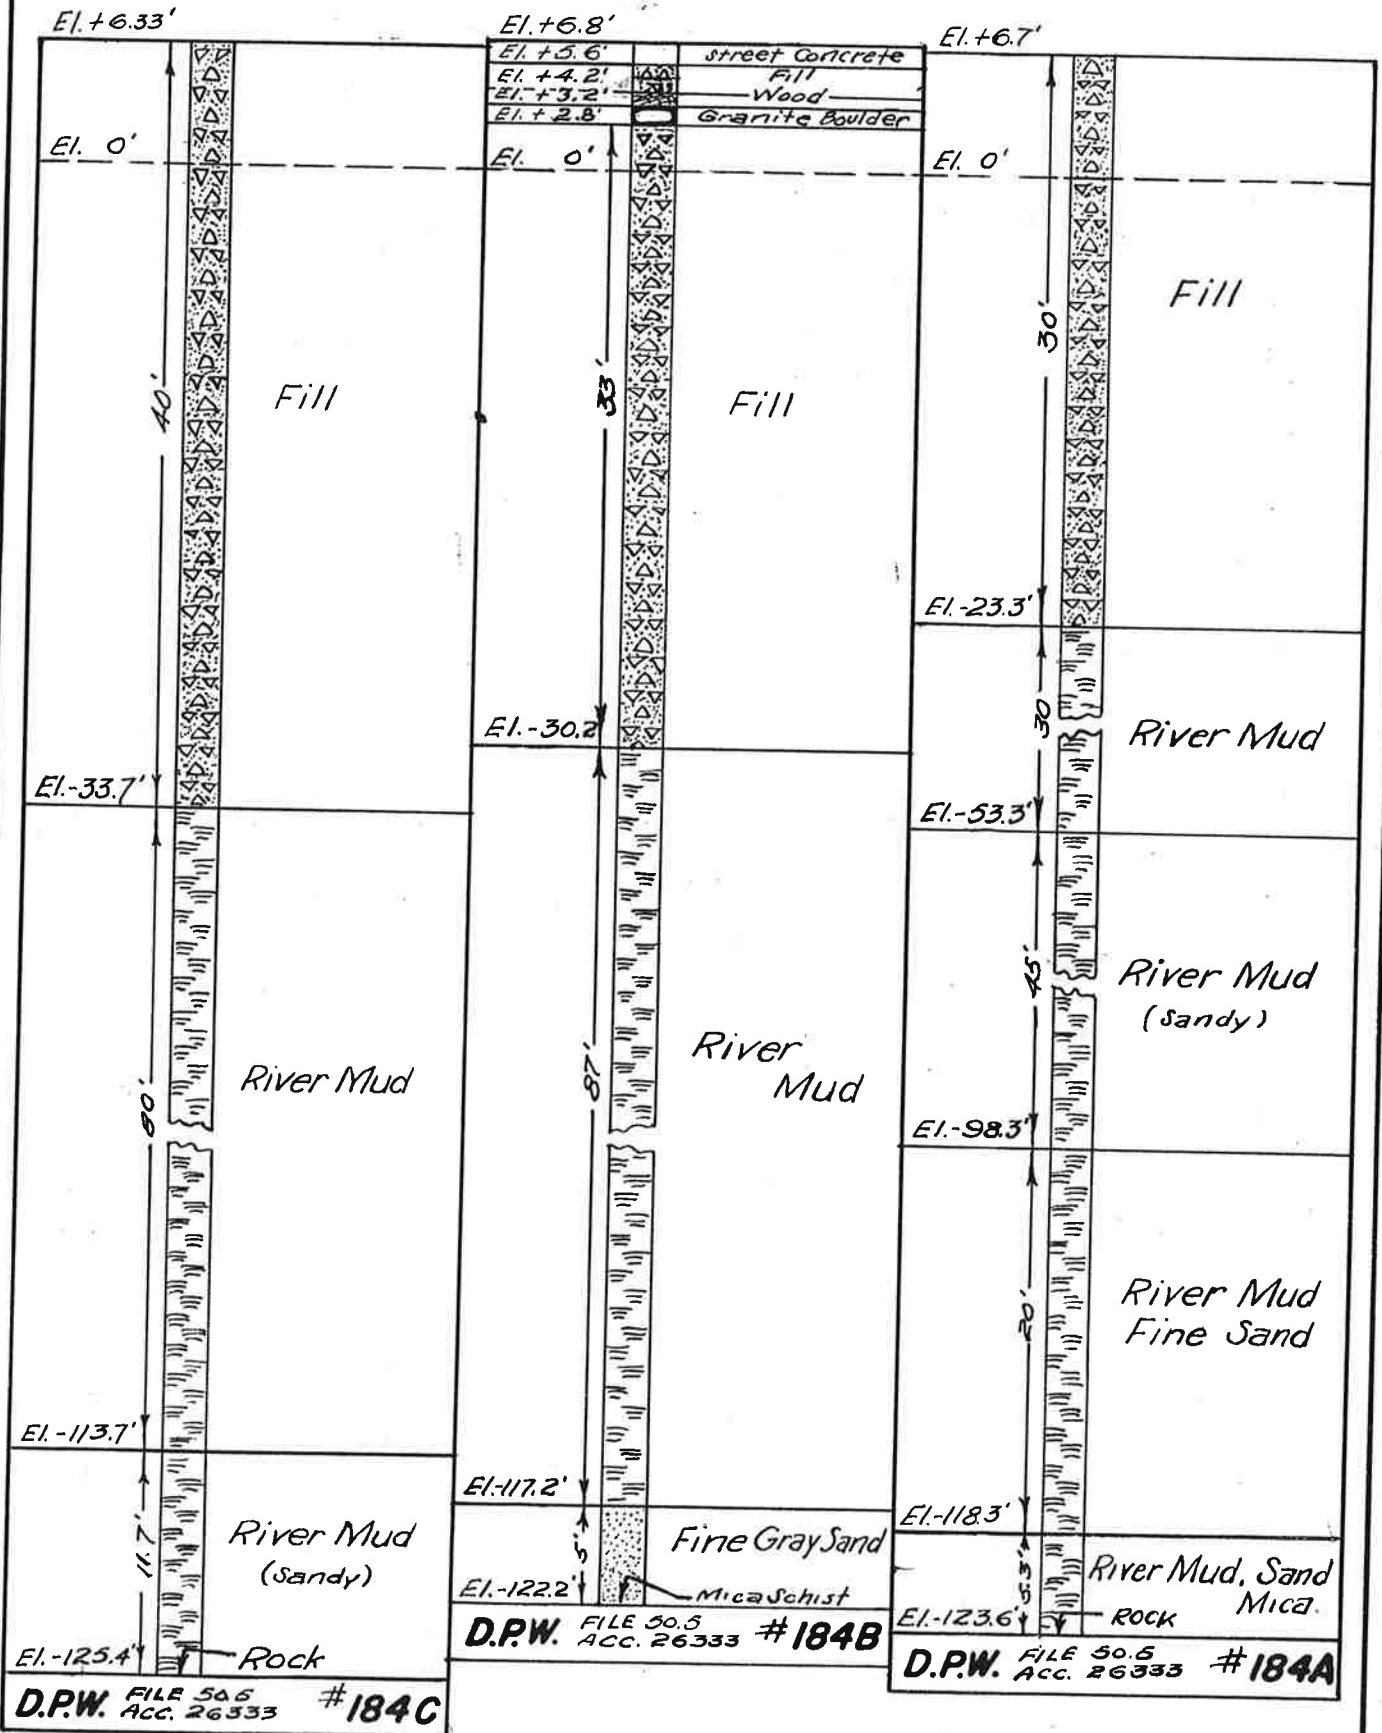 El. +6.33'
El. 0'
40'
Fill
El. -33.7'
80'
River Mud
El. -113.7'
11.7'
River Mud
(Sandy)
El. -125.4'
Rock
D.P.W. FILE 50.5
ACC. 26333
#184C
El. +6.8'
El. +5.6' Street Concrete
El. +4.2' Fill
El. +3.2' Wood
El. +2.8' Granite Boulder
El. 0'
33'
Fill
El. -30.2'
87'
River
Mud
El. -117.2'
5'
Fine Gray Sand
El. -122.2'
Mica Schist
D.P.W. FILE 50.5
ACC. 26333
#184B
El. +6.7'
El. 0'
30'
Fill
El. -23.3'
30
River Mud
El. -53.3'
45'
River Mud
(Sandy)
El. -98.3'
20'
River Mud
Fine Sand
El. -118.3'
5.3'
River Mud, Sand
Mica.
El. -123.6'
ROCK
D.P.W. FILE 50.5
ACC. 26333
#184A